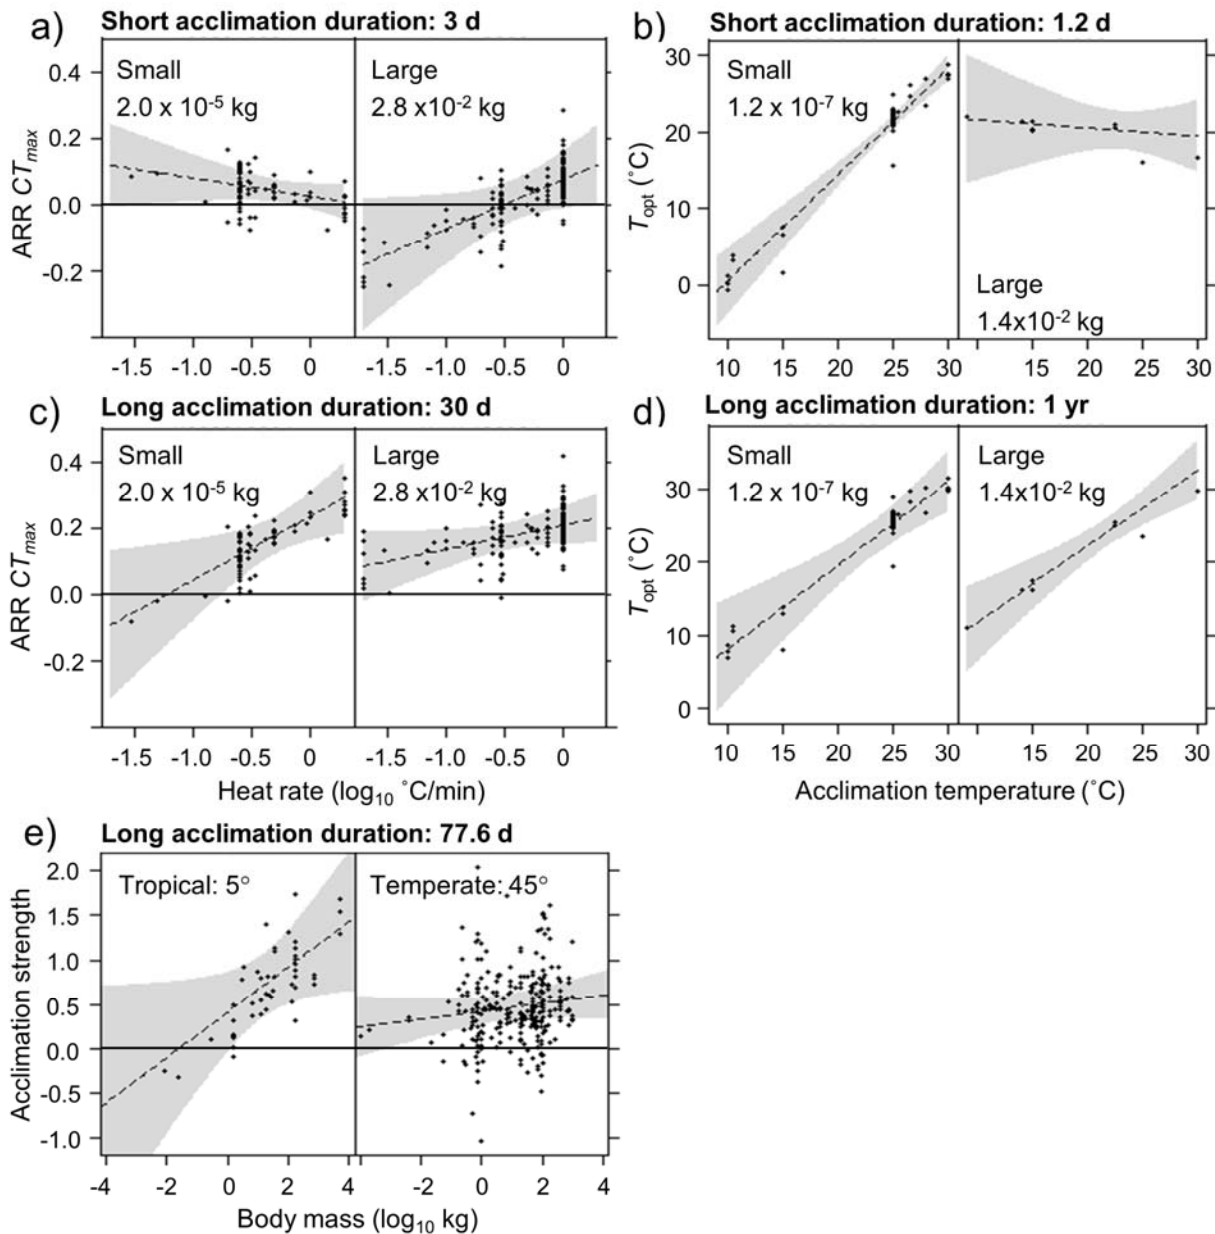 a) Short acclimation duration: 3 d
Small
2.0 x 10⁻⁵ kg
Large
2.8 x10⁻² kg
ARR CTmax
0.4
0.2
0.0
-0.2
-1.5 -1.0 -0.5 0 -1.5 -1.0 -0.5 0
b) Short acclimation duration: 1.2 d
Small
1.2 x 10⁻⁷ kg
Large
1.4x10⁻² kg
Topt (˚C)
30
20
10
0
10 15 20 25 30 15 20 25 30
c) Long acclimation duration: 30 d
Small
2.0 x 10⁻⁵ kg
Large
2.8 x10⁻² kg
ARR CTmax
0.4
0.2
0.0
-0.2
-1.5 -1.0 -0.5 0 -1.5 -1.0 -0.5 0
Heat rate (log₁₀ ˚C/min)
d) Long acclimation duration: 1 yr
Small
1.2 x 10⁻⁷ kg
Large
1.4x10⁻² kg
Topt (˚C)
30
20
10
0
10 15 20 25 30 15 20 25 30
Acclimation temperature (˚C)
e) Long acclimation duration: 77.6 d
Tropical: 5°
Temperate: 45°
Acclimation strength
2.0
1.5
1.0
0.5
0.0
-0.5
-1.0
-4 -2 0 2 4 -2 0 2 4
Body mass (log₁₀ kg)